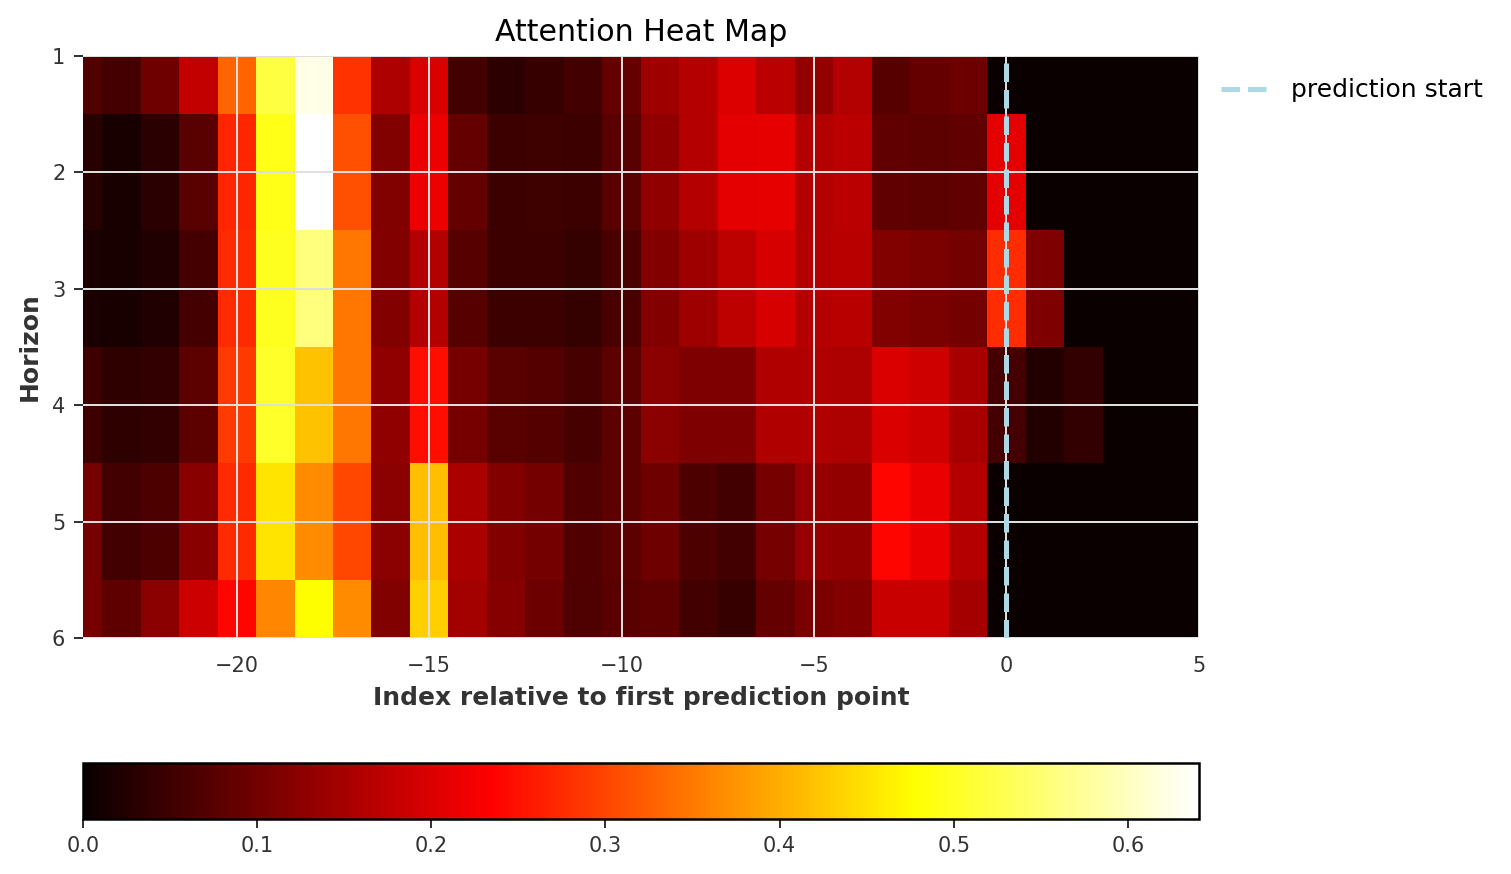 Attention Heat Map
prediction start
1
2
3
4
5
6
Horizon
−20 −15 −10 −5 0 5
Index relative to first prediction point
0.0 0.1 0.2 0.3 0.4 0.5 0.6